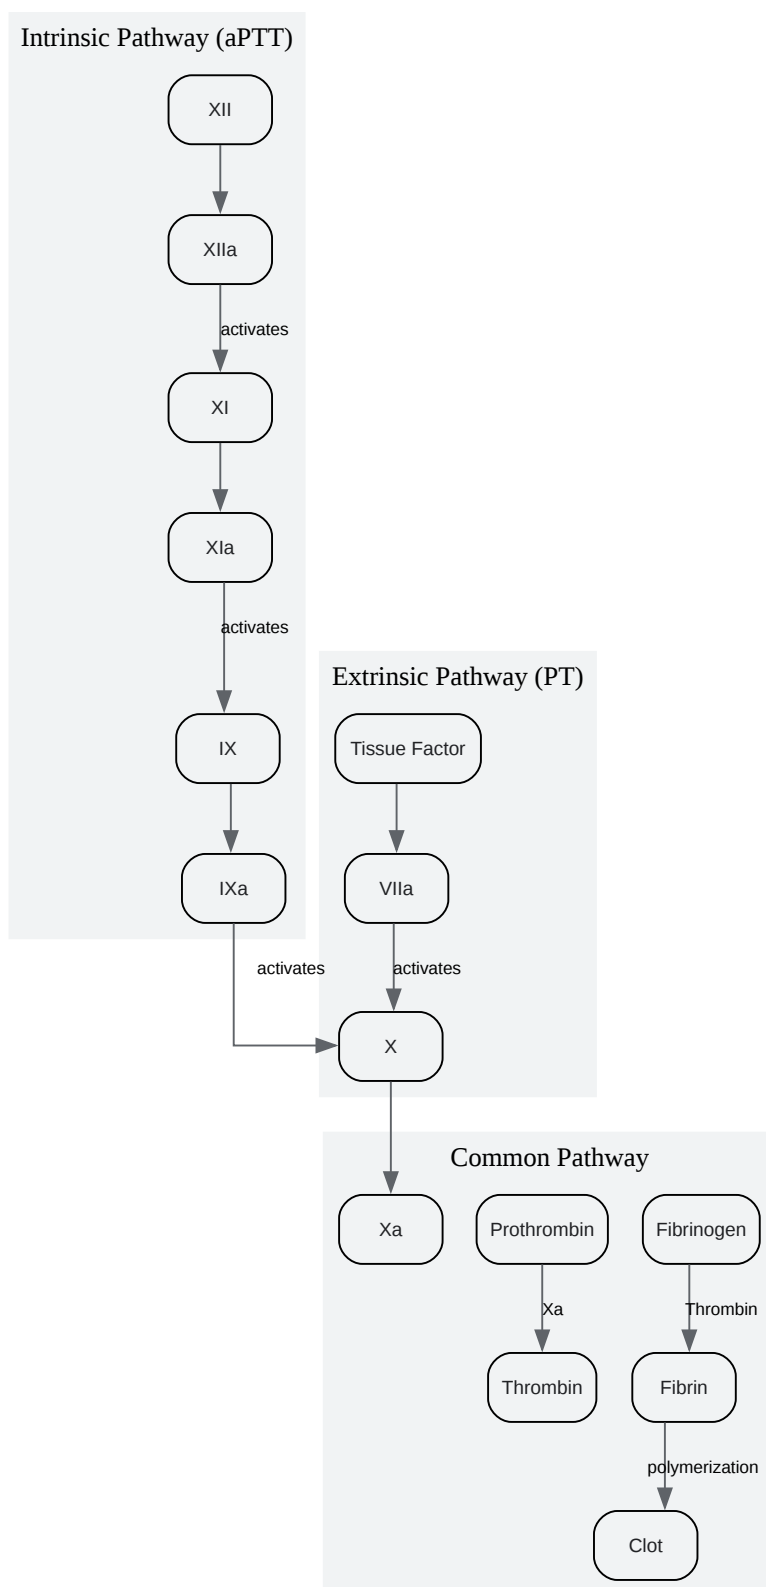 Intrinsic Pathway (aPTT)
XII
XIIa
activates
XI
XIa
activates
IX
IXa
activates
Extrinsic Pathway (PT)
Tissue Factor
VIIa
activates
X
Common Pathway
Xa
Prothrombin
Fibrinogen
Xa
Thrombin
Thrombin
Fibrin
polymerization
Clot